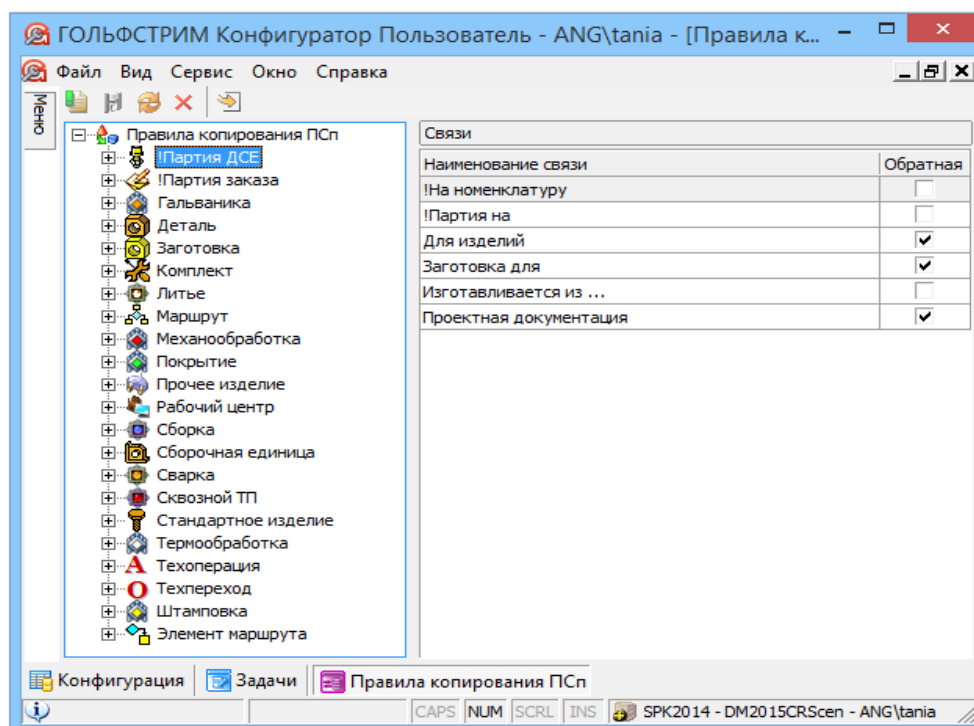 ГОЛЬФСТРИМ Конфигуратор Пользователь - ANG\tania - [Правила к...
Файл Вид Сервис Окно Справка
Меню
Правила копирования ПСп
!Партия ДСЕ
!Партия заказа
Гальваника
Деталь
Заготовка
Комплект
Литье
Маршрут
Механообработка
Покрытие
Прочее изделие
Рабочий центр
Сборка
Сборочная единица
Сварка
Сквозной ТП
Стандартное изделие
Термообработка
Техоперация
Техпереход
Штамповка
Элемент маршрута
Связи
Наименование связи Обратная
!На номенклатуру
!Партия на
Для изделий
Заготовка для
Изготавливается из ...
Проектная документация
Конфигурация Задачи Правила копирования ПСп
CAPS NUM SCRL INS SPK2014 - DM2015CRScen - ANG\tania